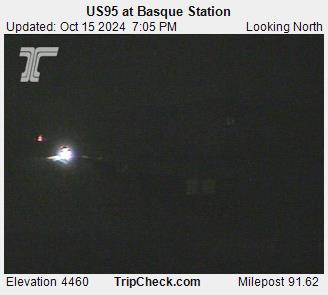 US95 at Basque Station
Updated: Oct 15 2024 7:05 PM Looking North
Elevation 4460 TripCheck.com Milepost 91.62